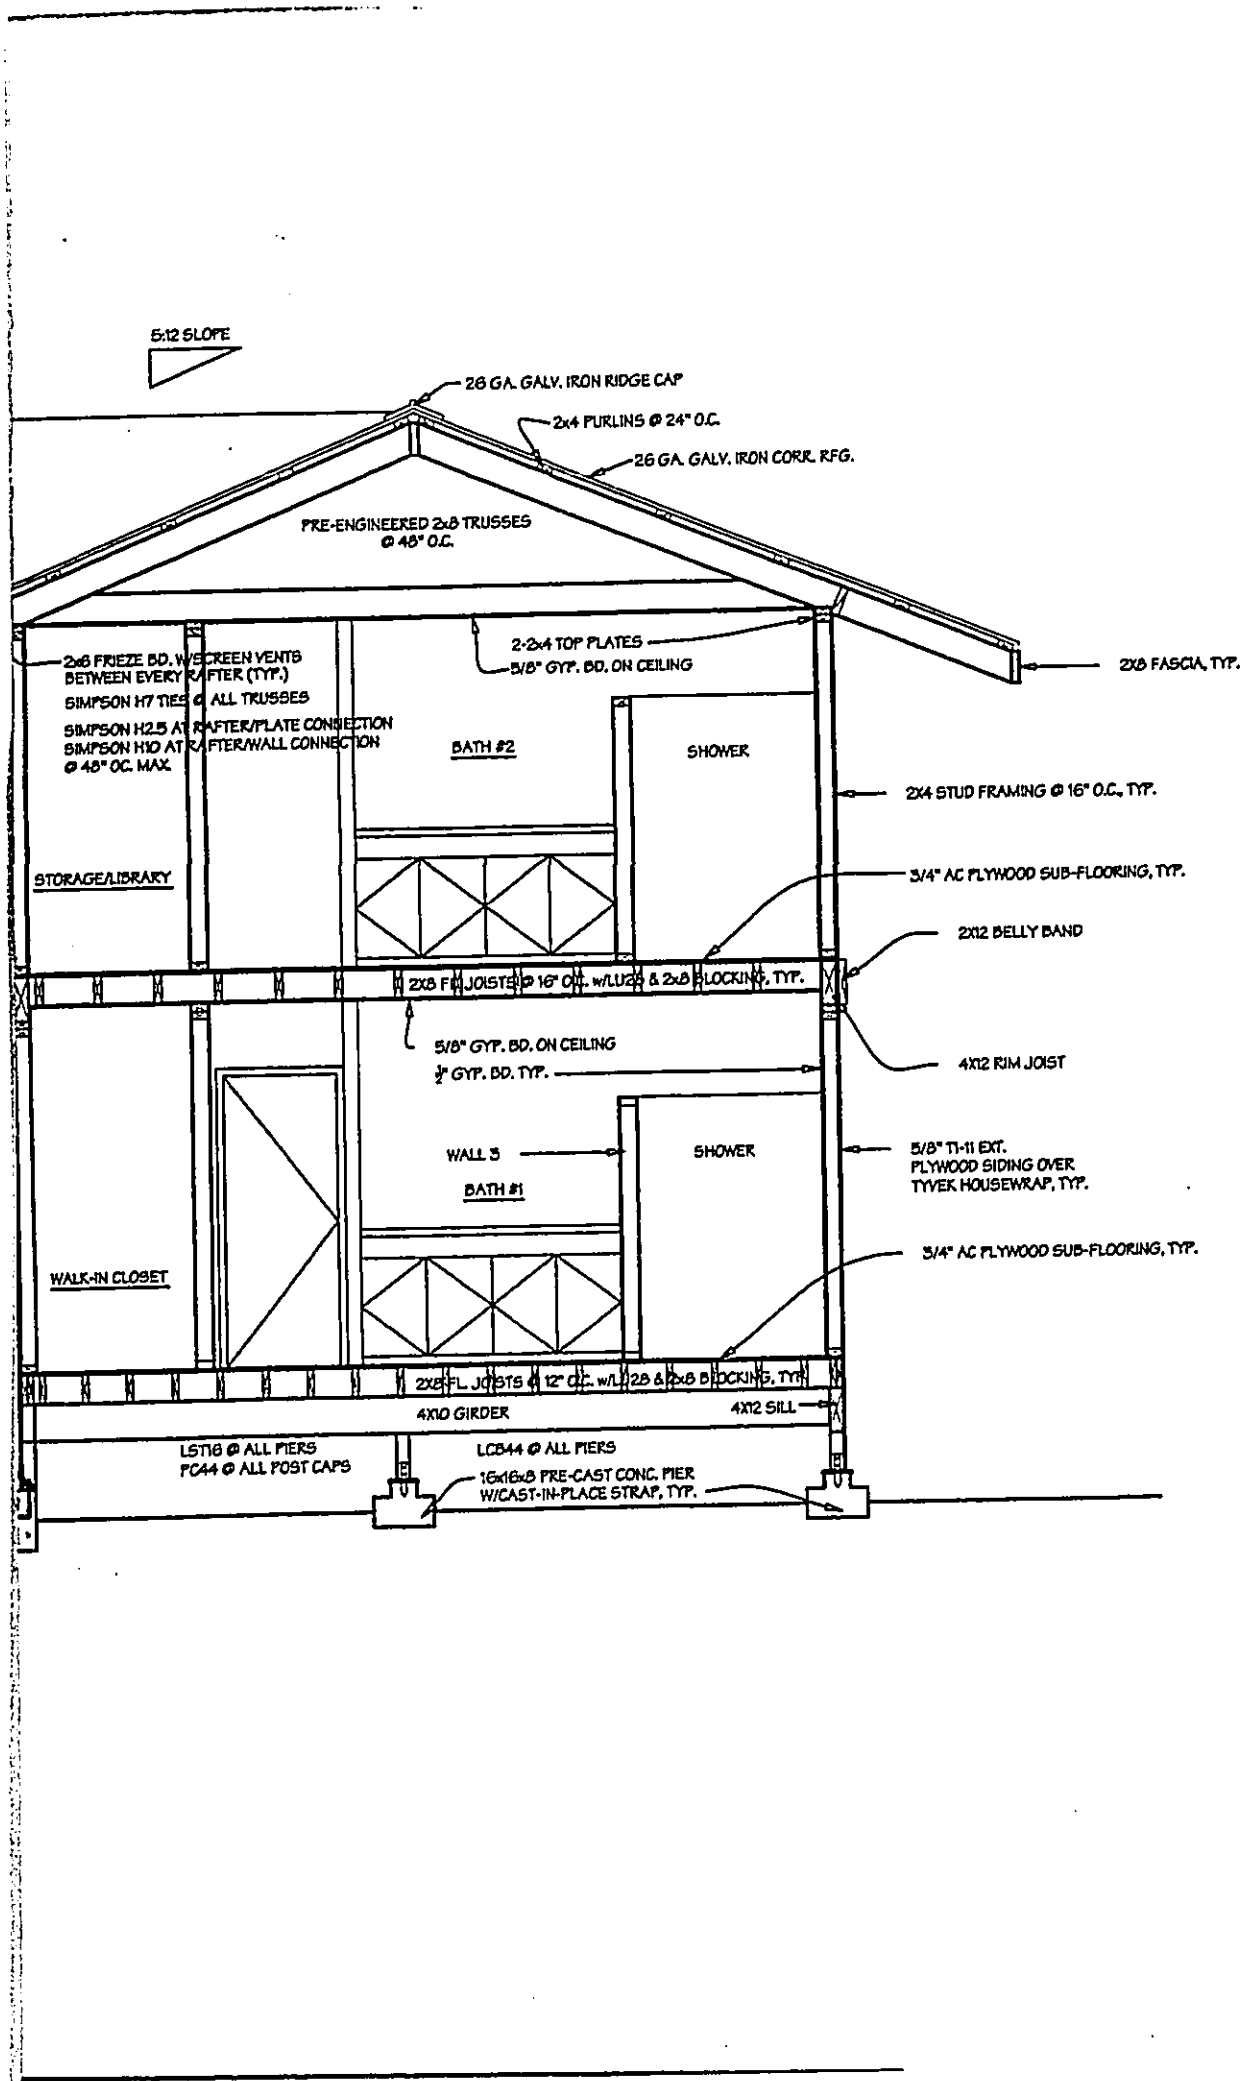 5:12 SLOPE
26 GA. GALV. IRON RIDGE CAP
2x4 PURLINS @ 24" O.C.
26 GA. GALV. IRON CORR. RFG.
PRE-ENGINEERED 2x8 TRUSSES
@ 48" O.C.
2-2x4 TOP PLATES
5/8" GYP. BD. ON CEILING
2x6 FRIEZE BD. W/SCREEN VENTS
BETWEEN EVERY RAFTER (TYP.)
SIMPSON H7 TIES @ ALL TRUSSES
SIMPSON H2.5 AT RAFTER/PLATE CONNECTION
SIMPSON H10 AT RAFTER/WALL CONNECTION
@ 48" OC. MAX.
2X8 FASCIA, TYP.
BATH #2
SHOWER
2X4 STUD FRAMING @ 16" O.C., TYP.
STORAGE/LIBRARY
3/4" AC PLYWOOD SUB-FLOORING, TYP.
2X12 BELLY BAND
2X8 FL JOISTS @ 16" O.C. w/LU28 & 2x8 BLOCKING, TYP.
5/8" GYP. BD. ON CEILING
½" GYP. BD. TYP.
4X12 RIM JOIST
WALL 3
SHOWER
BATH #1
5/8" T1-11 EXT.
PLYWOOD SIDING OVER
TYVEK HOUSEWRAP, TYP.
3/4" AC PLYWOOD SUB-FLOORING, TYP.
WALK-IN CLOSET
2X8 FL. JOISTS @ 12" O.C. w/LU28 & 2x8 BLOCKING, TYP.
4X10 GIRDER
4X12 SILL
LSTI8 @ ALL PIERS
PC44 @ ALL POST CAPS
LCB44 @ ALL PIERS
16x16x8 PRE-CAST CONC. PIER
W/CAST-IN-PLACE STRAP, TYP.